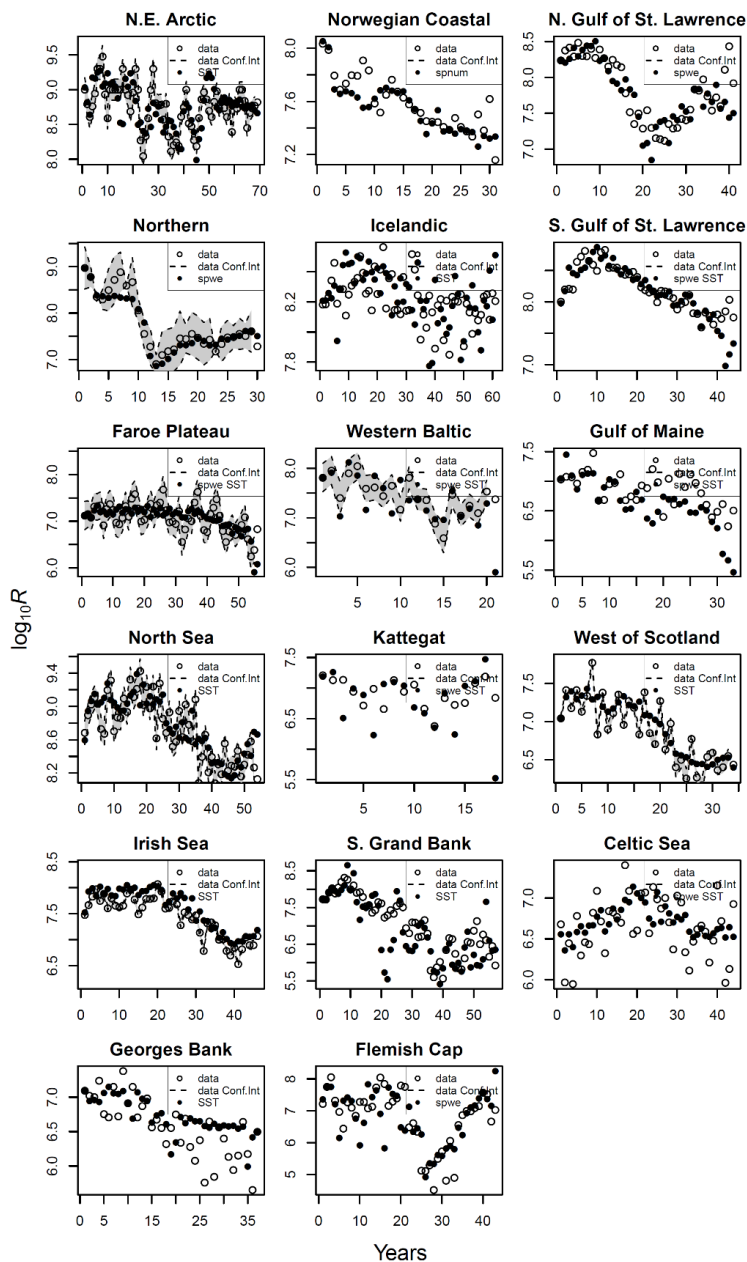 N.E. Arctic
Norwegian Coastal
N. Gulf of St. Lawrence
data
data Conf.Int
SST
8.0 8.5 9.0 9.5
0 10 20 30 40 50 60 70
data
data Conf.Int
spnum
7.2 7.6 8.0
0 5 10 15 20 25 30
data
data Conf.Int
spwe
7.0 7.5 8.0 8.5
0 10 20 30 40
Northern
Icelandic
S. Gulf of St. Lawrence
data
data Conf.Int
spwe
7.0 8.0 9.0
0 5 10 15 20 25 30
data
data Conf.Int
spwe SST
7.8 8.2
0 10 20 30 40 50 60
data
data Conf.Int
spwe SST
7.0 8.0
0 10 20 30 40
Faroe Plateau
Western Baltic
Gulf of Maine
data
data Conf.Int
spwe SST
6.0 7.0 8.0
0 10 20 30 40 50
data
data Conf.Int
spwe SST
6.0 7.0 8.0
5 10 15 20
data
data Conf.Int
spwe SST
5.5 6.5 7.5
0 10 20 30
log10R
North Sea
Kattegat
West of Scotland
data
data Conf.Int
SST
8.2 8.6 9.0 9.4
0 10 20 30 40 50
data
data Conf.Int
spwe SST
5.5 6.5 7.5
5 10 15
data
data Conf.Int
SST
6.5 7.0 7.5
0 10 20 30
Irish Sea
S. Grand Bank
Celtic Sea
data
data Conf.Int
SST
6.5 7.5 8.5
0 10 20 30 40
data
data Conf.Int
SST
5.5 6.5 7.5 8.5
0 10 20 30 40 50
data
data Conf.Int
spwe SST
6.0 6.5 7.0
0 10 20 30 40
Georges Bank
Flemish Cap
data
data Conf.Int
SST
6.0 7.0
0 5 15 25 35
data
data Conf.Int
spwe
5 6 7 8
0 10 20 30 40
Years